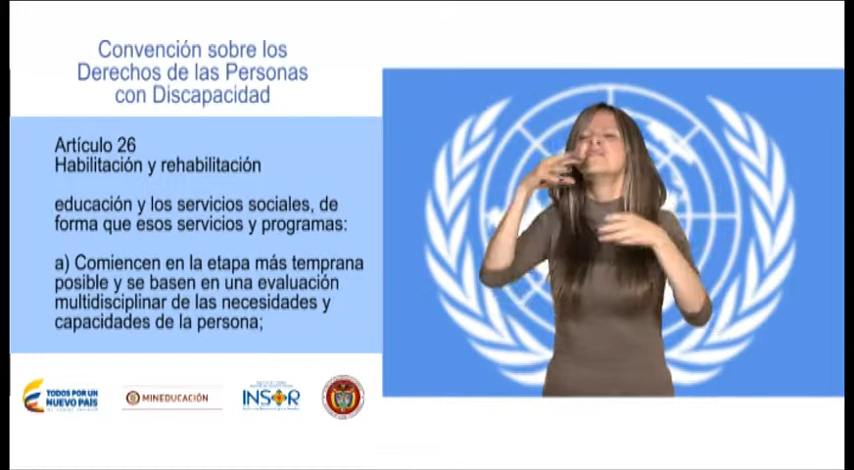 Convención sobre los
Derechos de las Personas
con Discapacidad
Artículo 26
Habilitación y rehabilitación
educación y los servicios sociales, de
forma que esos servicios y programas:
a) Comiencen en la etapa más temprana
posible y se basen en una evaluación
multidisciplinar de las necesidades y
capacidades de la persona;
TODOS POR UN
NUEVO PAÍS
MINEDUCACIÓN
INSOR